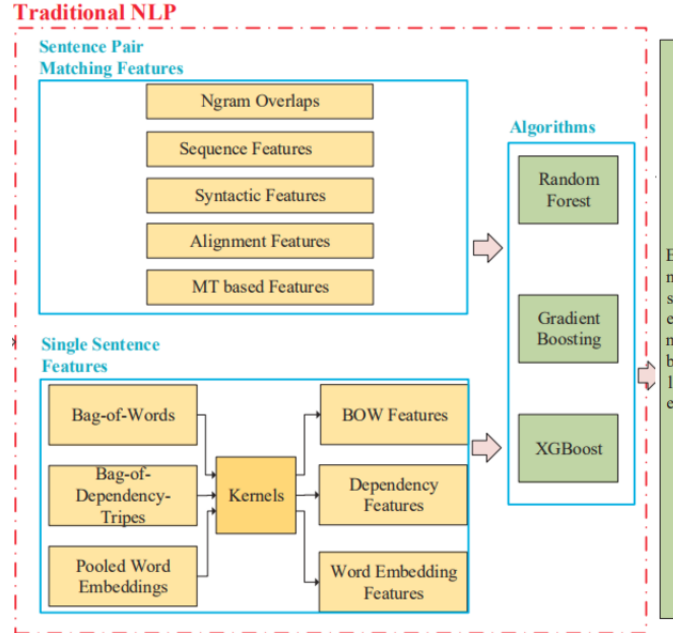 Traditional NLP
Sentence Pair
Matching Features
Ngram Overlaps
Sequence Features
Syntactic Features
Alignment Features
MT based Features
Single Sentence
Features
Bag-of-Words
Bag-of-
Dependency-
Tripes
Pooled Word
Embeddings
Kernels
BOW Features
Dependency
Features
Word Embedding
Features
Algorithms
Random
Forest
Gradient
Boosting
XGBoost
E
n
s
e
m
b
l
e